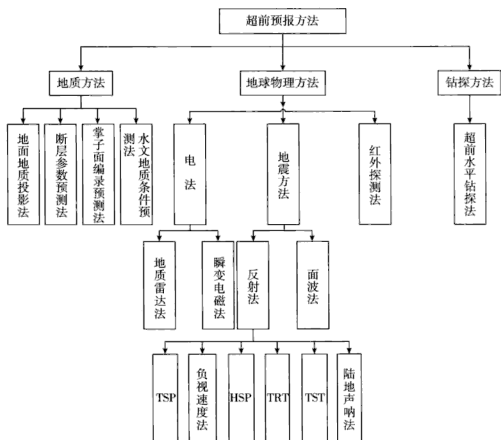 超前预报方法
地质方法
地球物理方法
钻探方法
地面地质投影法
断层参数预测法
掌子面编录预测法
水文地质条件预
测法
电法
地震方法
红外探测法
超前水平钻探法
地质雷达法
瞬变电磁法
反射法
面波法
TSP
负视速度法
HSP
TRT
TST
陆地声呐法